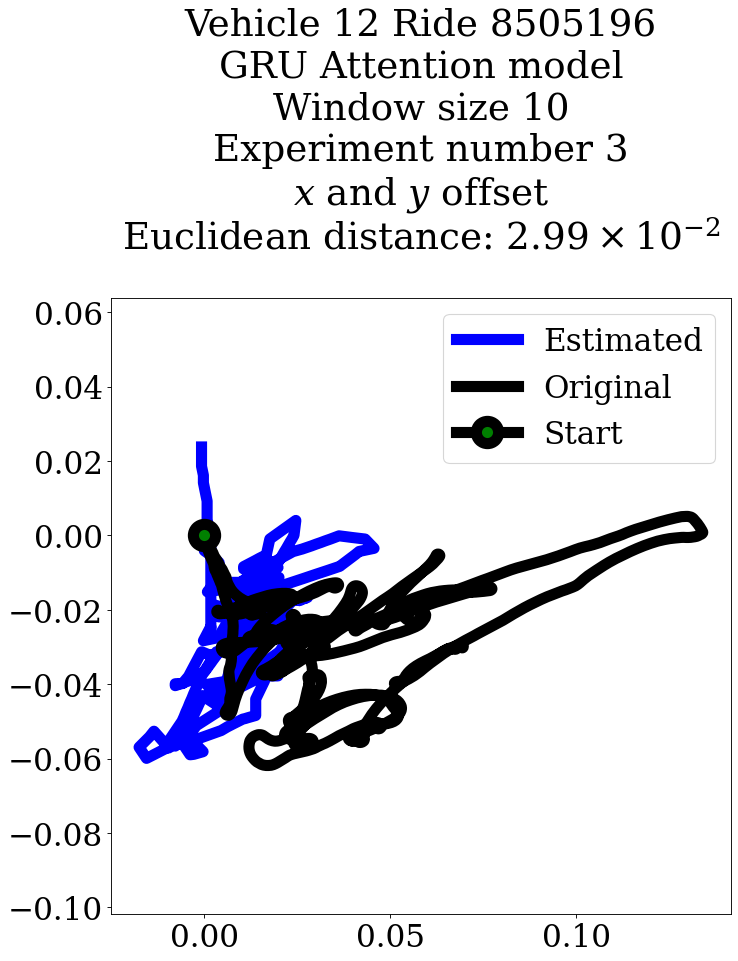 Vehicle 12 Ride 8505196
GRU Attention model
Window size 10
Experiment number 3
x and y offset
Euclidean distance: 2.99 × 10⁻²
Estimated
Original
Start
0.06
0.04
0.02
0.00
−0.02
−0.04
−0.06
−0.08
−0.10
0.00 0.05 0.10